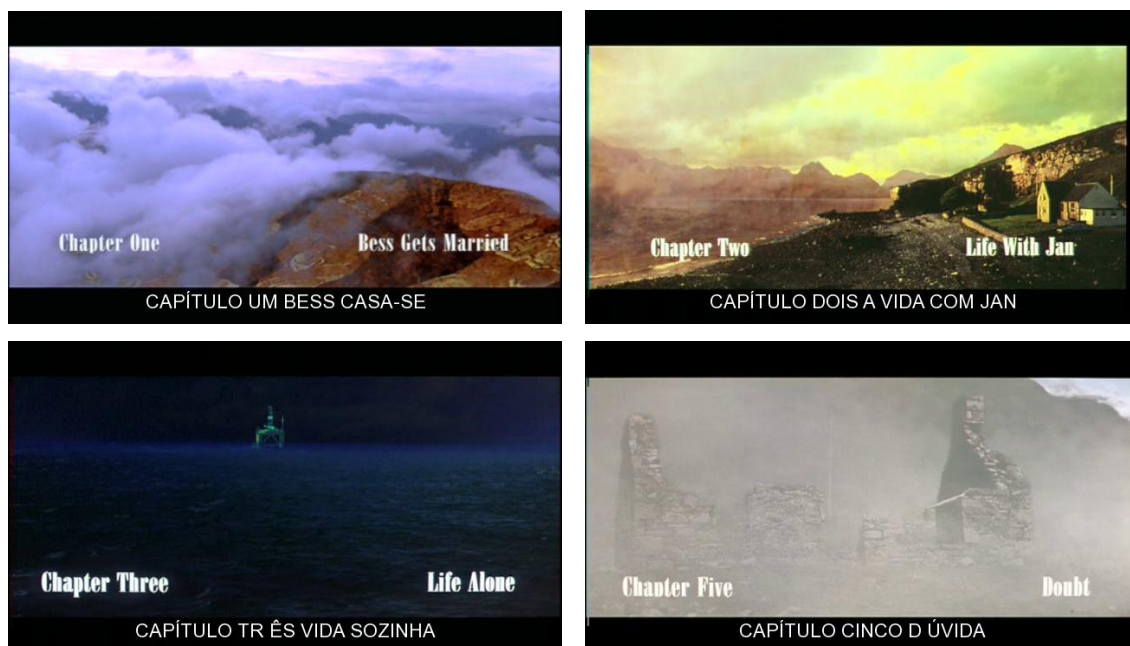 Chapter One
Bess Gets Married
CAPÍTULO UM BESS CASA-SE
Chapter Two
Life With Jan
CAPÍTULO DOIS A VIDA COM JAN
Chapter Three
Life Alone
CAPÍTULO TR ÊS VIDA SOZINHA
Chapter Five
Doubt
CAPÍTULO CINCO D ÚVIDA